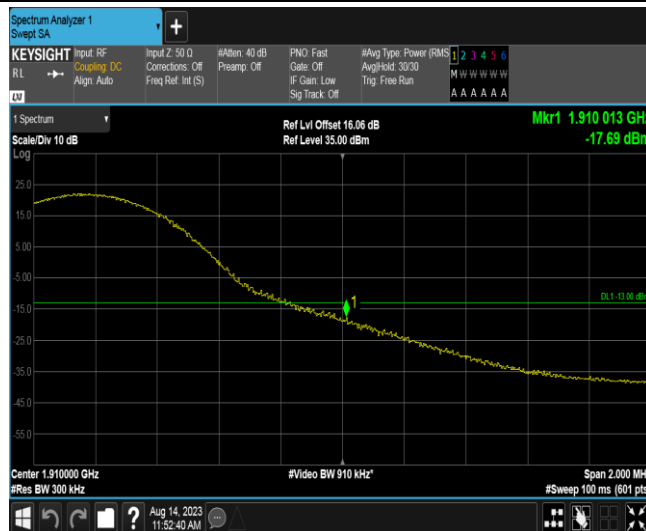 Spectrum Analyzer 1
Swept SA
KEYSIGHT
RL
LXI
Input: RF
Coupling: DC
Align: Auto
Input Z: 50 Ω
Corrections: Off
Freq Ref: Int (S)
#Atten: 40 dB
Preamp: Off
PNO: Fast
Gate: Off
IF Gain: Low
Sig Track: Off
#Avg Type: Power (RMS
Avg|Hold: 30/30
Trig: Free Run
1 2 3 4 5 6
M W W W W W
A A A A A A
1 Spectrum
Scale/Div 10 dB
Log
Ref Lvl Offset 16.06 dB
Ref Level 35.00 dBm
Mkr1 1.910 013 GHz
-17.69 dBm
25.0
15.0
5.00
-5.00
-15.0
-25.0
-35.0
-45.0
-55.0
1
DL1 -13.00 dBm
Center 1.910000 GHz
#Res BW 300 kHz
#Video BW 910 kHz*
Span 2.000 MH
#Sweep 100 ms (601 pts
?
Aug 14, 2023
11:52:40 AM